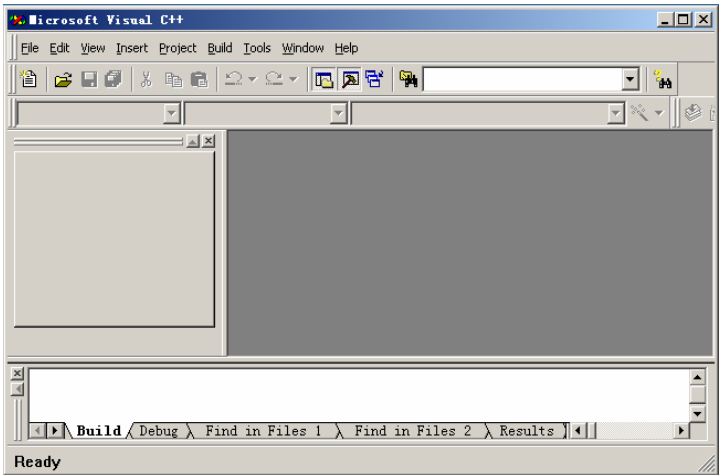 Microsoft Visual C++
File Edit View Insert Project Build Tools Window Help
Build Debug Find in Files 1 Find in Files 2 Results
Ready